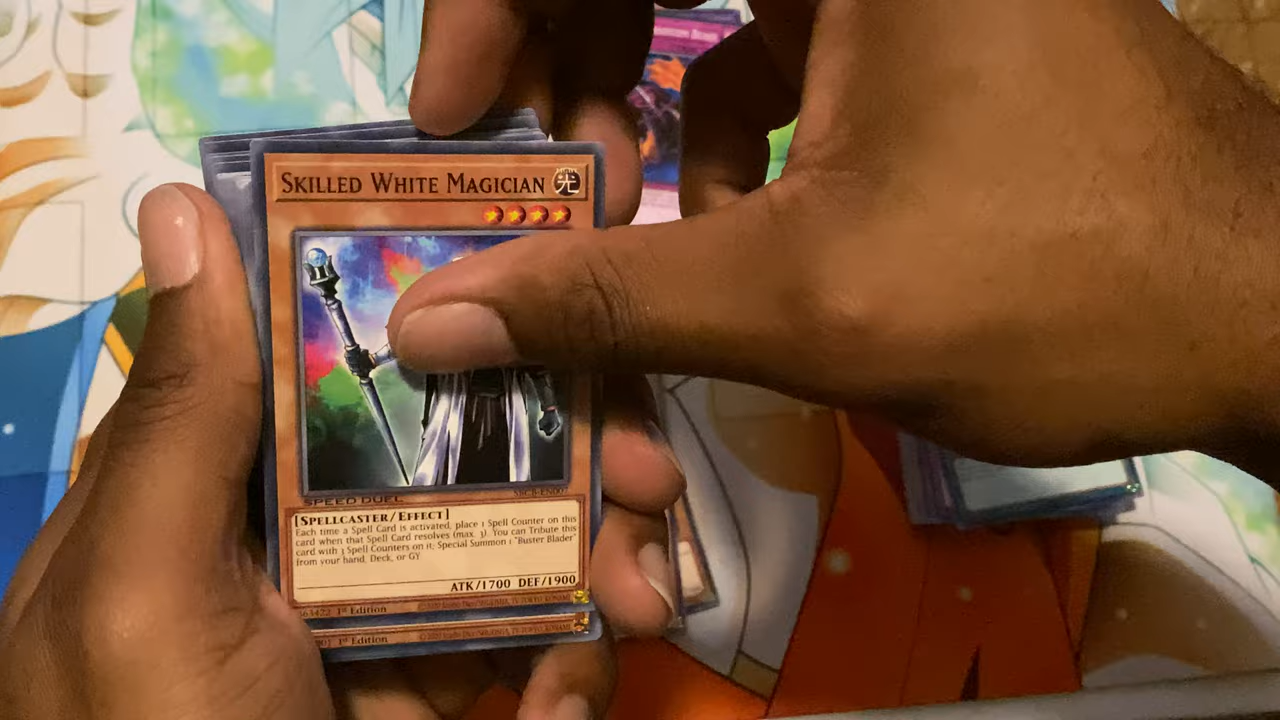 SKILLED WHITE MAGICIAN 光
SPEED DUEL
[SPELLCASTER/EFFECT]
Each time a Spell Card is activated, place 1 Spell Counter on this
card when that Spell Card resolves (max. 3). You can Tribute this
card with 3 Spell Counters on it; Special Summon 1 "Buster Blader"
from your hand, Deck, or GY.
ATK/1700 DEF/1900
1st Edition
1st Edition